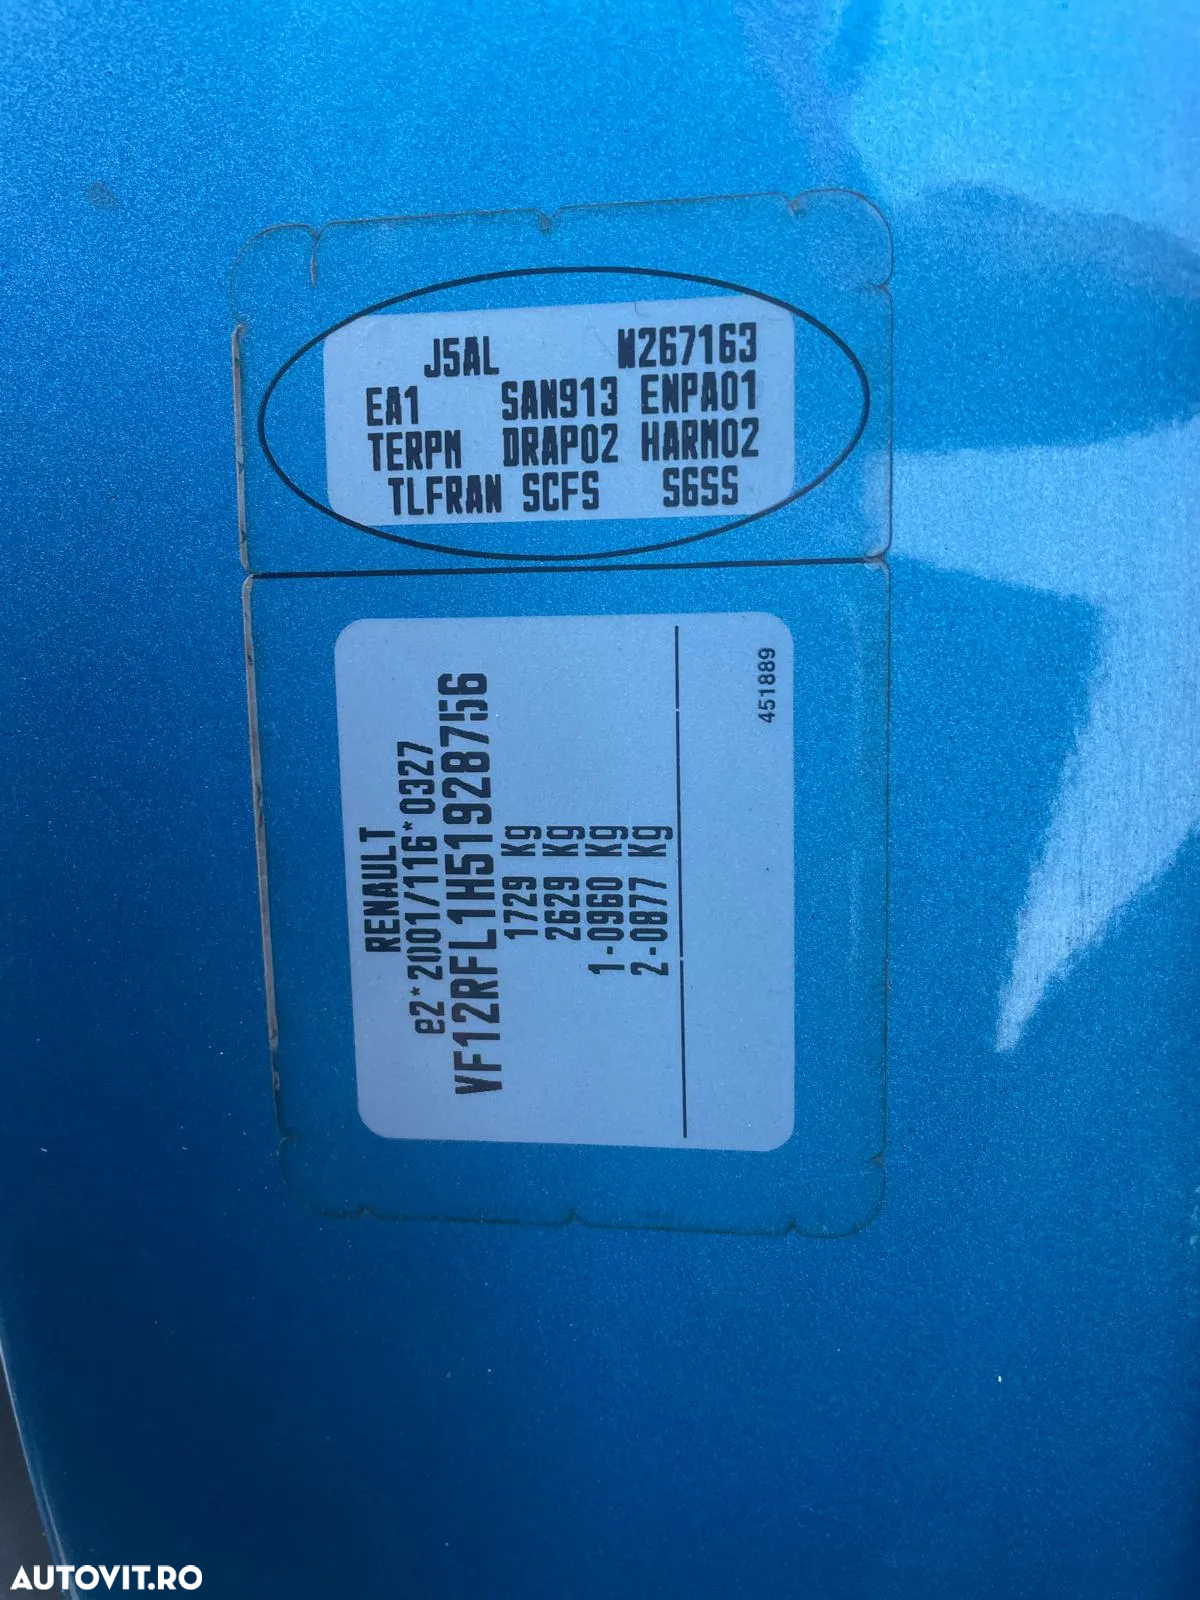 J5AL M267163
EA1 SAN913 ENPA01
TERPM DRAP02 HARM02
TLFRAN SCFS S6SS
RENAULT
e2*2001/116*0327
VF12RFL1H51928756
1729 Kg
2629 Kg
1-0960 Kg
2-0877 Kg
451889
AUTOVIT.RO